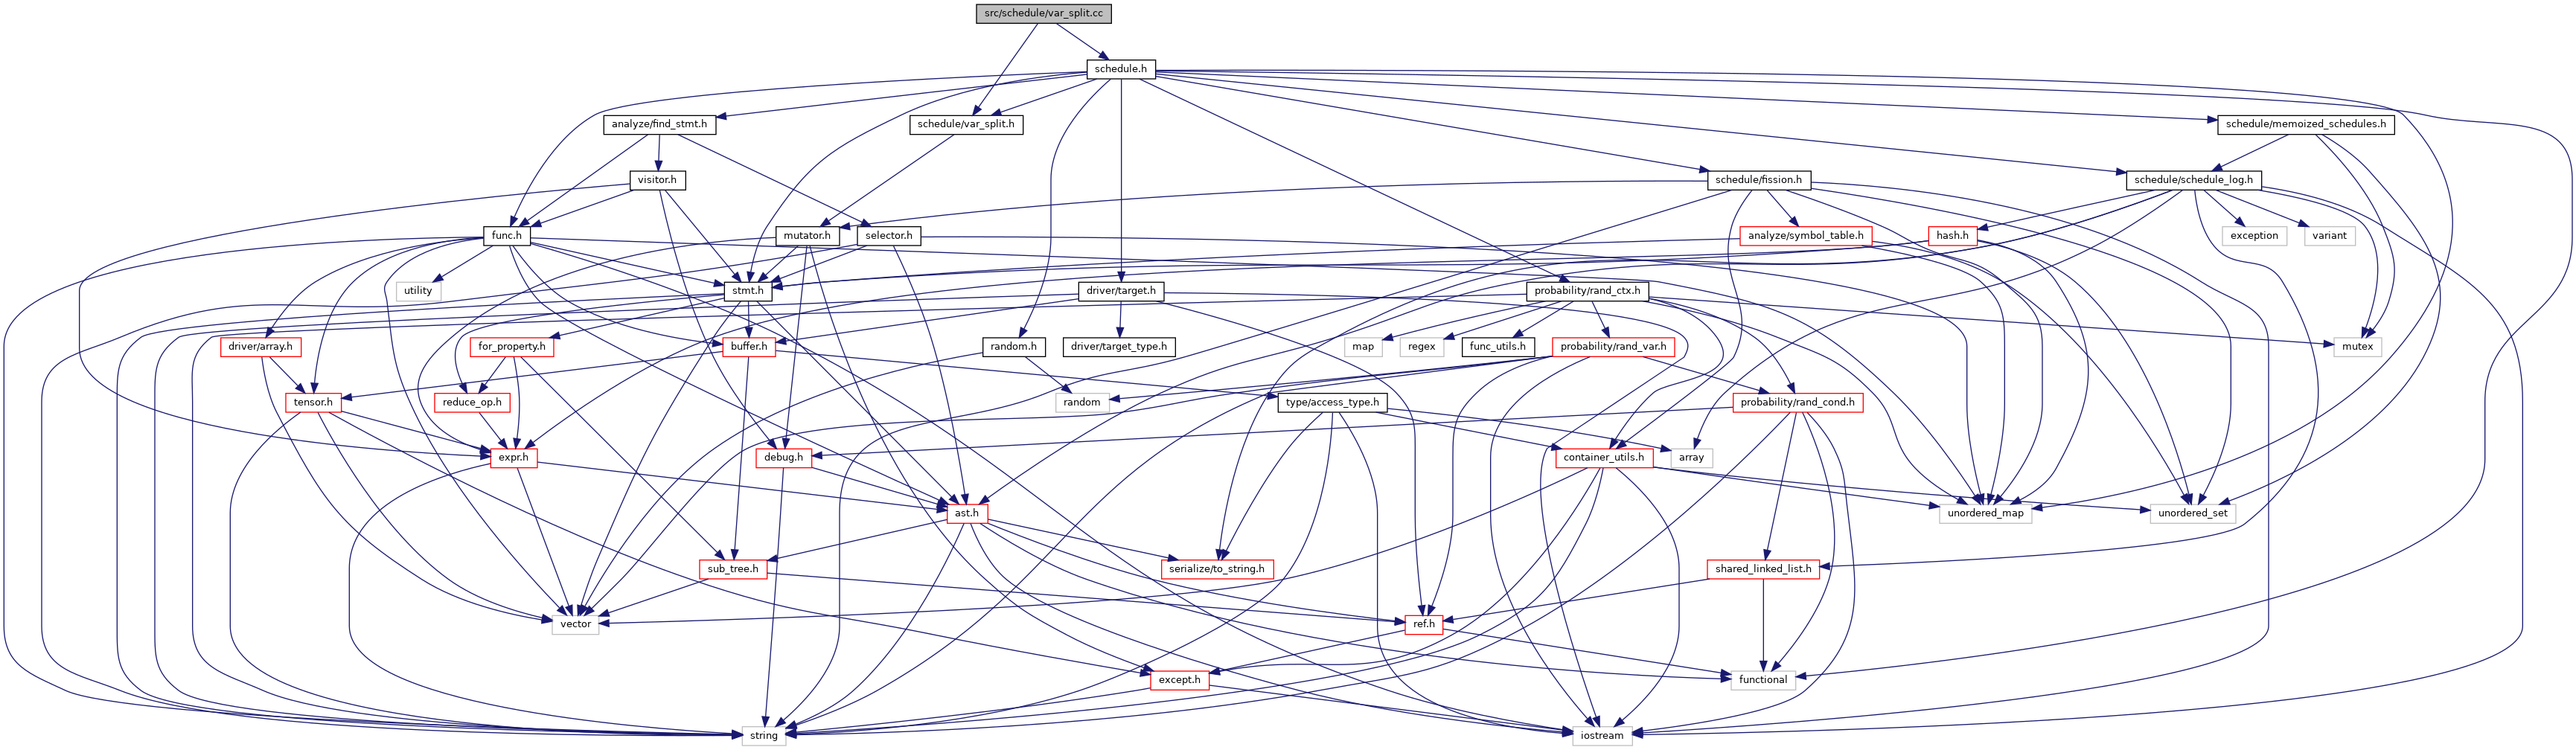 src/schedule/var_split.cc
schedule.h
analyze/find_stmt.h
schedule/var_split.h
schedule/memoized_schedules.h
visitor.h
schedule/fission.h
schedule/schedule_log.h
func.h
mutator.h
selector.h
analyze/symbol_table.h
hash.h
exception
variant
utility
stmt.h
driver/target.h
probability/rand_ctx.h
driver/array.h
for_property.h
buffer.h
random.h
driver/target_type.h
map
regex
func_utils.h
probability/rand_var.h
mutex
tensor.h
reduce_op.h
random
type/access_type.h
probability/rand_cond.h
expr.h
debug.h
container_utils.h
array
ast.h
unordered_map
unordered_set
sub_tree.h
serialize/to_string.h
shared_linked_list.h
vector
ref.h
except.h
functional
string
iostream